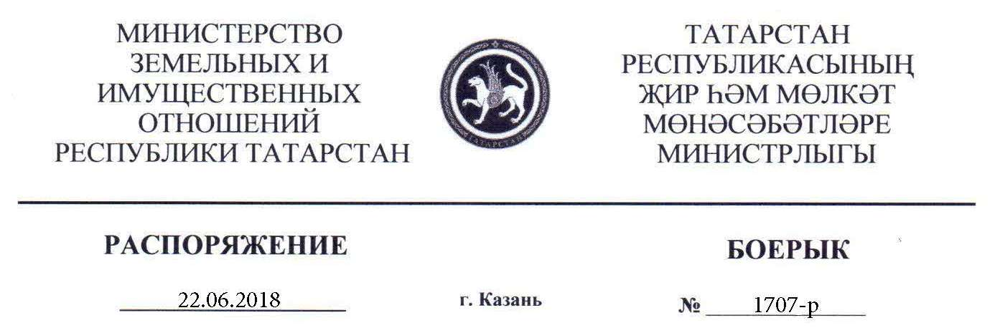 МИНИСТЕРСТВО
ЗЕМЕЛЬНЫХ И
ИМУЩЕСТВЕННЫХ
ОТНОШЕНИЙ
РЕСПУБЛИКИ ТАТАРСТАН
ТАТАРСТАН
ТАТАРСТАН
РЕСПУБЛИКАСЫНЫҢ
ҖИР ҺӘМ МӨЛКӘТ
МӨНӘСӘБӘТЛӘРЕ
МИНИСТРЛЫГЫ
РАСПОРЯЖЕНИЕ
БОЕРЫК
22.06.2018
г. Казань
№ 1707-р